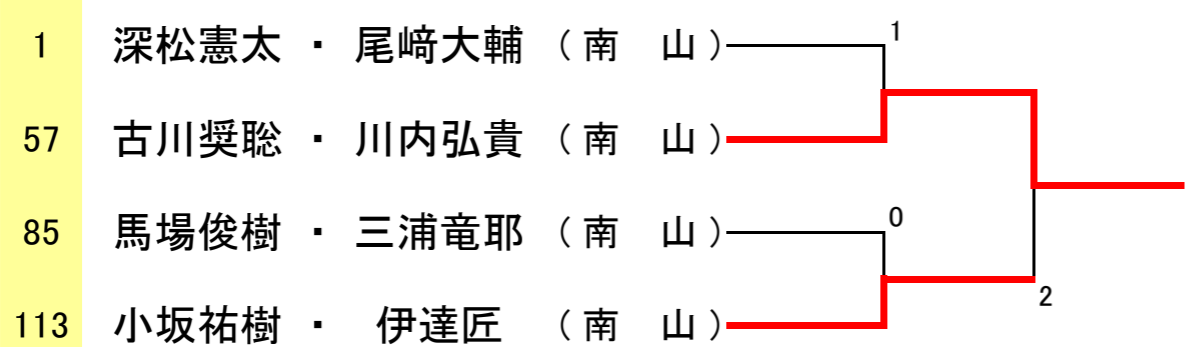 1 深松憲太 ・ 尾﨑大輔 (南 山) 1
57 古川奨聡 ・ 川内弘貴 (南 山)
85 馬場俊樹 ・ 三浦竜耶 (南 山) 0
2
113 小坂祐樹 ・ 伊達匠 (南 山)